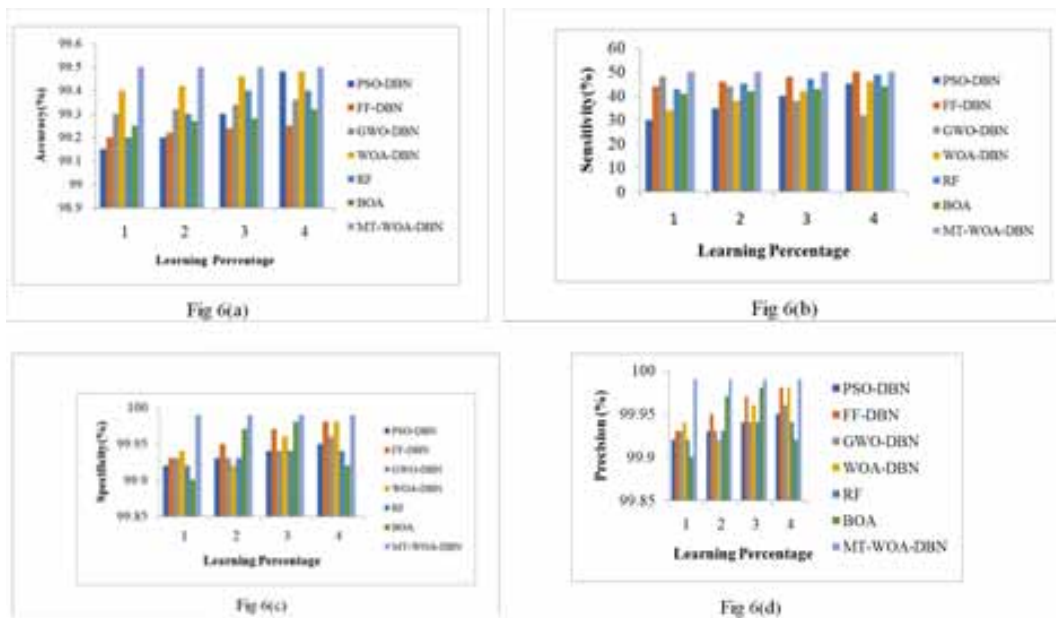 99.6
99.5
99.4
99.3
99.2
99.1
99
98.9
Accuracy(%)
1 2 3 4
Learning Percentage
PSO-DBN
FF-DBN
GWO-DBN
WOA-DBN
RF
BOA
MT-WOA-DBN
Fig 6(a)
60
50
40
30
20
10
0
Sensitivity(%)
1 2 3 4
Learning Percentage
PSO-DBN
FF-DBN
GWO-DBN
WOA-DBN
RF
BOA
MT-WOA-DBN
Fig 6(b)
100
99.95
99.9
99.85
Specificity(%)
1 2 3 4
Learning Percentage
PSO-DBN
FF-DBN
GWO-DBN
WOA-DBN
RF
BOA
MT-WOA-DBN
Fig 6(c)
100
99.95
99.9
99.85
Precision (%)
1 2 3 4
Learning Percentage
PSO-DBN
FF-DBN
GWO-DBN
WOA-DBN
RF
BOA
MT-WOA-DBN
Fig 6(d)